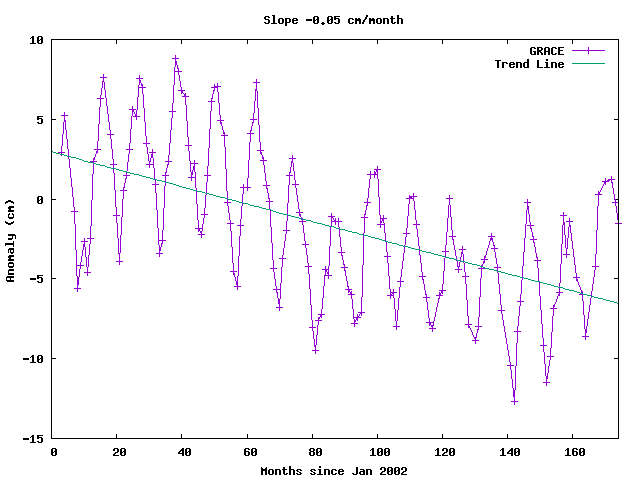 Slope -0.05 cm/month
GRACE
Trend Line
10
5
0
-5
-10
-15
Anomaly (cm)
0 20 40 60 80 100 120 140 160
Months since Jan 2002